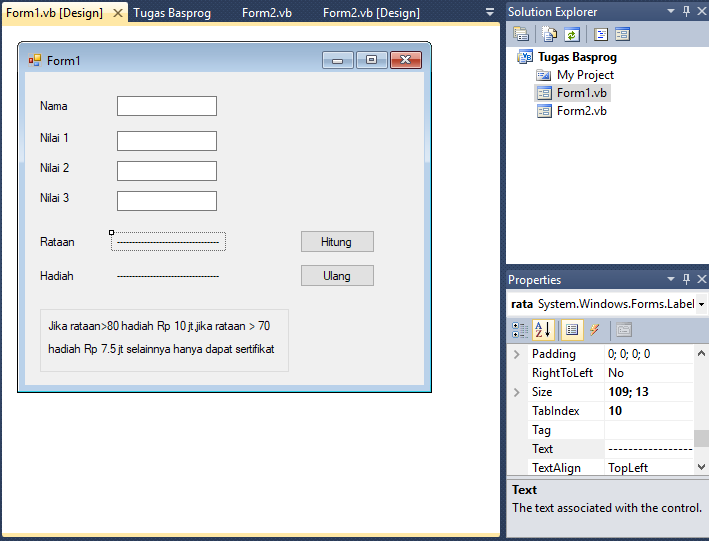 Form1.vb [Design] Tugas Basprog Form2.vb Form2.vb [Design]
Form1
Nama
Nilai 1
Nilai 2
Nilai 3
Rataan ----------------------------------- Hitung
Hadiah ----------------------------------- Ulang
Jika rataan>80 hadiah Rp 10 jt,jika rataan > 70
hadiah Rp 7.5 jt selainnya hanya dapat sertifikat
Solution Explorer
Tugas Basprog
My Project
Form1.vb
Form2.vb
Properties
rata System.Windows.Forms.Label
Padding 0; 0; 0; 0
RightToLeft No
Size 109; 13
TabIndex 10
Tag
Text -----------------
TextAlign TopLeft
Text
The text associated with the control.